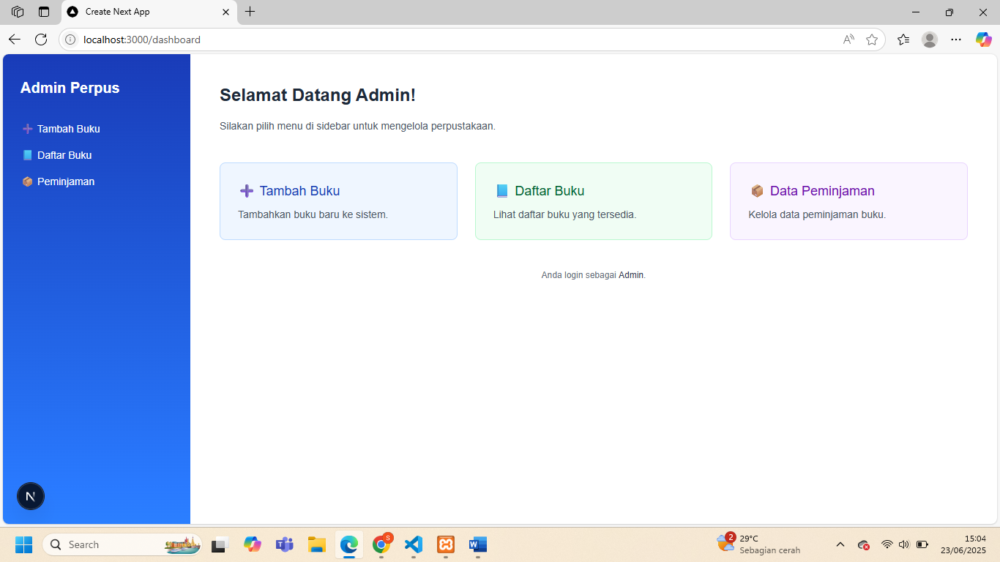 Create Next App
localhost:3000/dashboard
Admin Perpus
Tambah Buku
Daftar Buku
Peminjaman
Selamat Datang Admin!
Silakan pilih menu di sidebar untuk mengelola perpustakaan.
Tambah Buku
Tambahkan buku baru ke sistem.
Daftar Buku
Lihat daftar buku yang tersedia.
Data Peminjaman
Kelola data peminjaman buku.
Anda login sebagai Admin.
N
Search
S
2
29°C
Sebagian cerah
15:04
23/06/2025